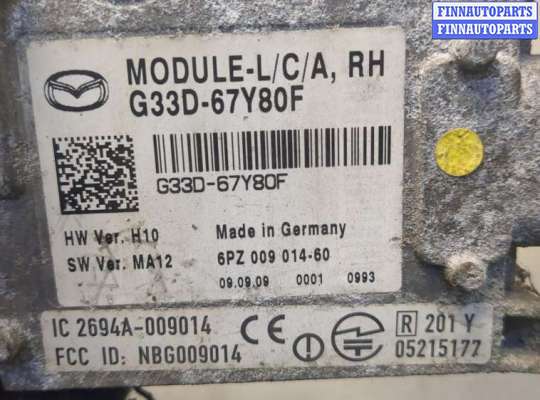 FINNAUTOPARTS
FINNAUTOPARTS
MODULE-L/C/A, RH
G33D-67Y80F
G33D-67Y80F
HW Ver. H10
Made in Germany
SW Ver. MA12
6PZ 009 014-60
09.09.09 0001 0993
IC 2694A-009014
CE
R 201 Y
FCC ID: NBG009014
05215177